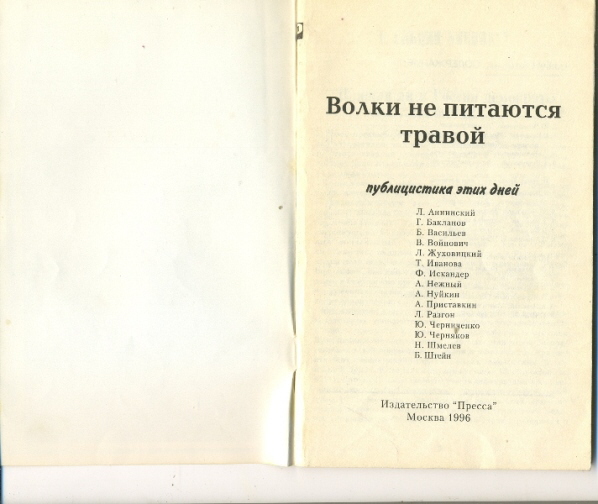 Волки не питаются
травой
публицистика этих дней
Л. Аннинский
Г. Бакланов
Б. Васильев
В. Войнович
Л. Жуховицкий
Т. Иванова
Ф. Искандер
А. Нежный
А. Нуйкин
А. Приставкин
Л. Разгон
Ю. Черниченко
Ю. Черняков
Н. Шмелев
Б. Штейн
Издательство "Пресса"
Москва 1996